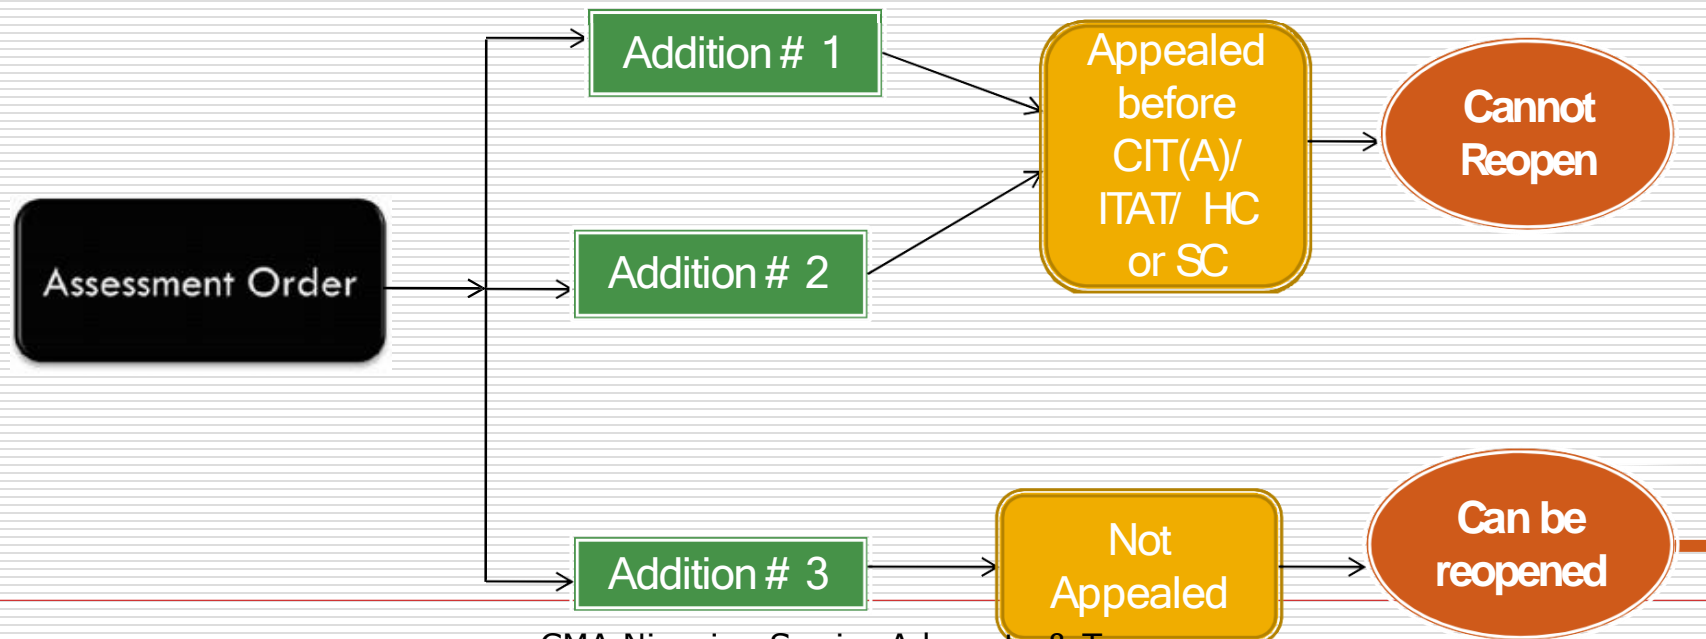 Assessment Order
Addition # 1
Addition # 2
Addition # 3
Appealed
before
CIT(A)/
ITAT/ HC
or SC
Cannot
Reopen
Not
Appealed
Can be
reopened
CMA